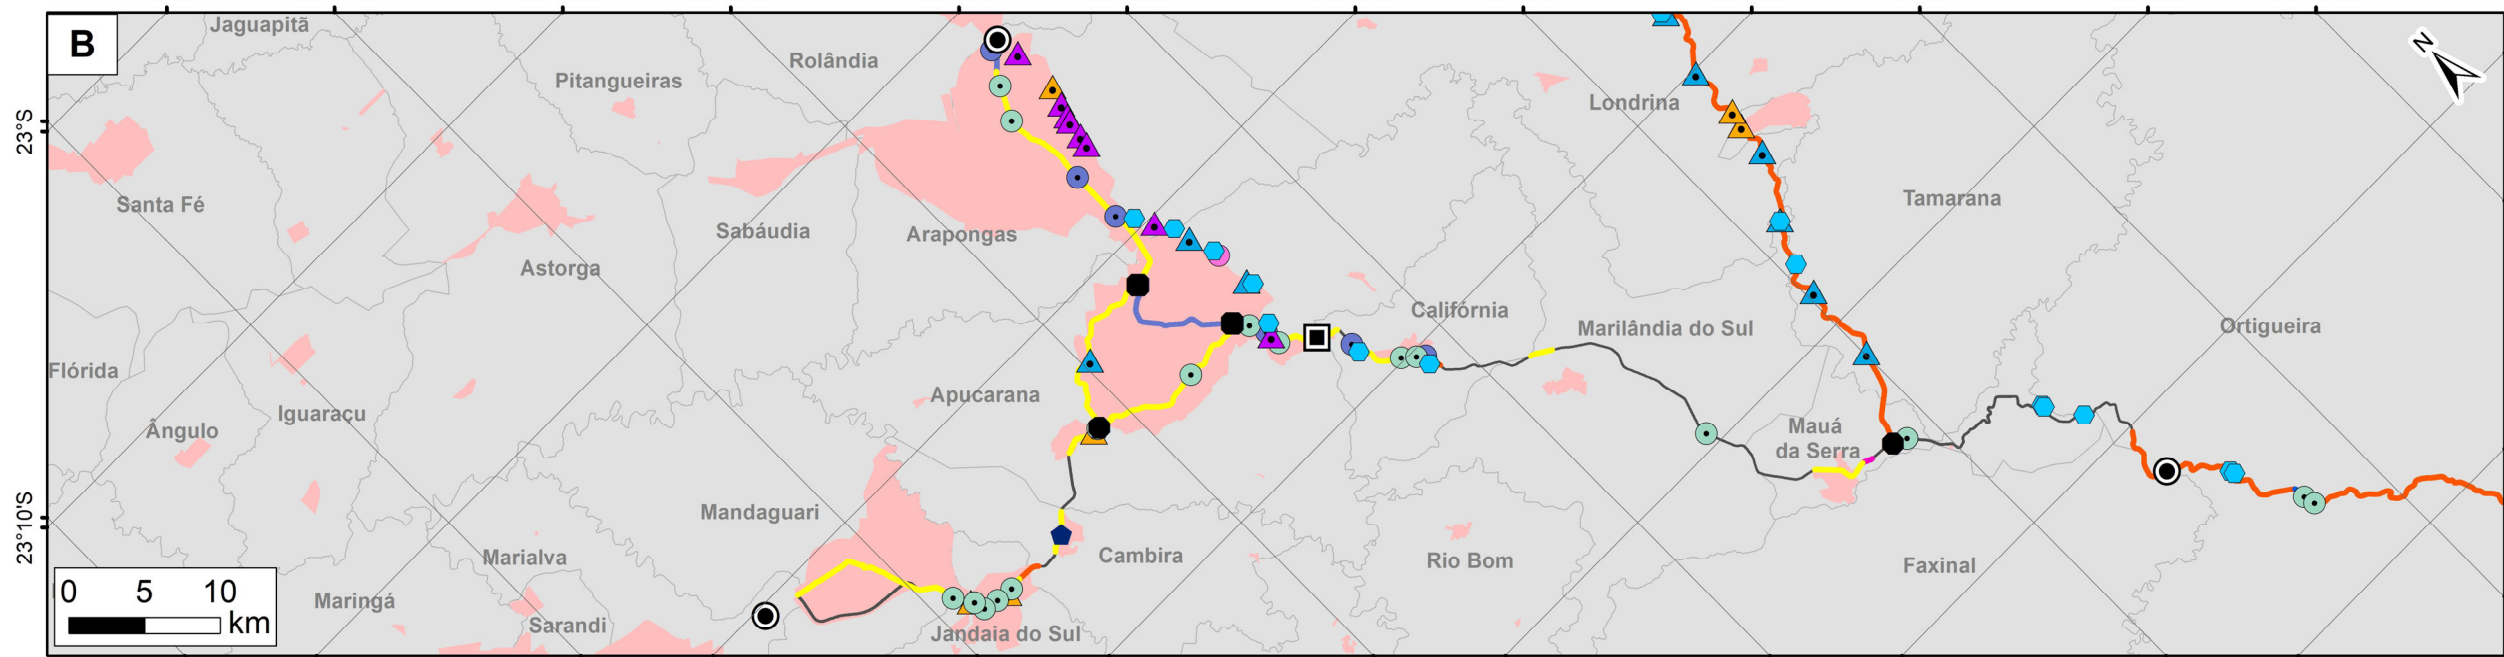 B
Jaguapitã
Rolândia
Pitangueiras
N
Londrina
23°S
Santa Fé
Tamarana
Sabáudia
Arapongas
Astorga
Califórnia
Marilândia do Sul
Ortigueira
Flórida
Apucarana
Iguaraçu
Ângulo
Mauá
da Serra
Mandaguari
23°10'S
Marialva
Cambira
Rio Bom
Faxinal
0 5 10
km
Maringá
Sarandi
Jandaia do Sul